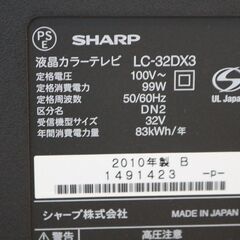 PS
E
SHARP
液晶カラーテレビ LC-32DX3
定格電圧 100V~
定格消費電力 99W
定格周波数 50/60Hz
区分名 DN2
受信機型サイズ 32V
年間消費電力量 83kWh/年
UL Japan
2010年製 B
1491423 -p-
シャープ株式会社 MADE IN JAPAN
高圧注意